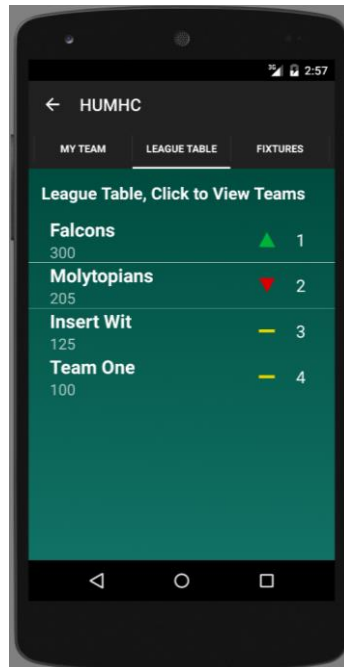 3G 2:57
HUMHC
MY TEAM LEAGUE TABLE FIXTURES
League Table, Click to View Teams
Falcons
300
1
Molytopians
205
2
Insert Wit
125
3
Team One
100
4